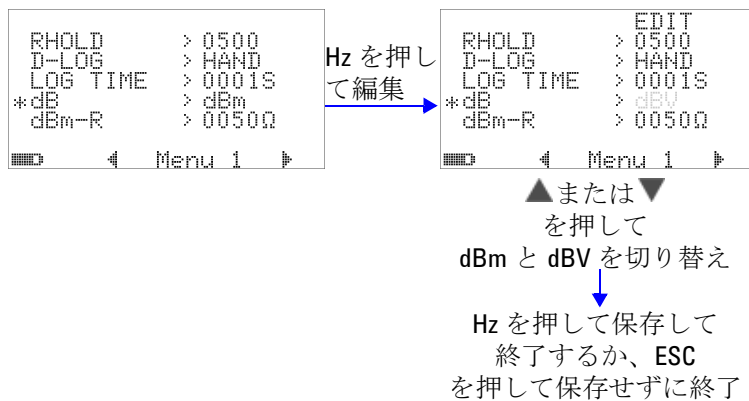 RHOLD > 0500
D-LOG > HAND
LOG TIME > 0001S
*dB > dBm
dBm-R > 0050Ω
Menu 1
Hz を押し
て編集
EDIT
RHOLD > 0500
D-LOG > HAND
LOG TIME > 0001S
*dB > dBV
dBm-R > 0050Ω
Menu 1
▲または▼
を押して
dBm と dBV を切り替え
Hz を押して保存して
終了するか、ESC
を押して保存せずに終了